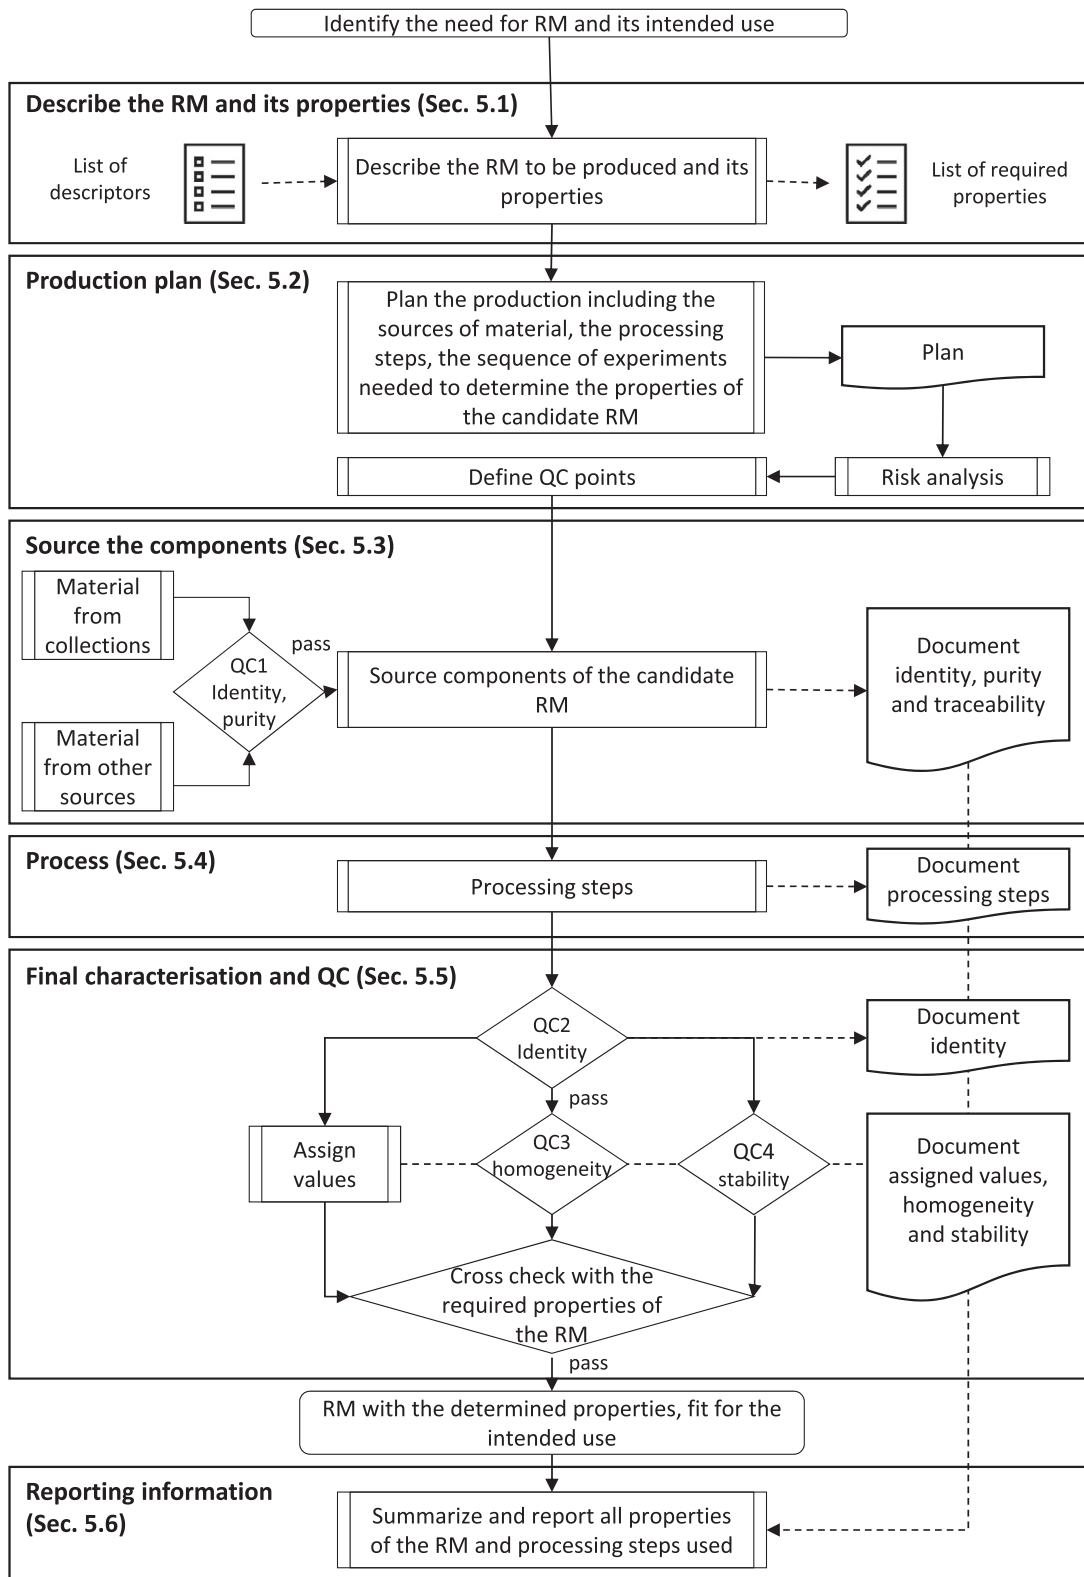 Identify the need for RM and its intended use
Describe the RM and its properties (Sec. 5.1)
List of
descriptors
Describe the RM to be produced and its
properties
List of required
properties
Production plan (Sec. 5.2)
Plan the production including the
sources of material, the processing
steps, the sequence of experiments
needed to determine the properties of
the candidate RM
Plan
Define QC points
Risk analysis
Source the components (Sec. 5.3)
Material
from
collections
QC1
Identity,
purity
pass
Source components of the candidate
RM
Document
identity, purity
and traceability
Material
from other
sources
Process (Sec. 5.4)
Processing steps
Document
processing steps
Final characterisation and QC (Sec. 5.5)
QC2
Identity
Document
identity
pass
Assign
values
QC3
homogeneity
QC4
stability
Document
assigned values,
homogeneity
and stability
Cross check with the
required properties of
the RM
pass
RM with the determined properties, fit for the
intended use
Reporting information
(Sec. 5.6)
Summarize and report all properties
of the RM and processing steps used